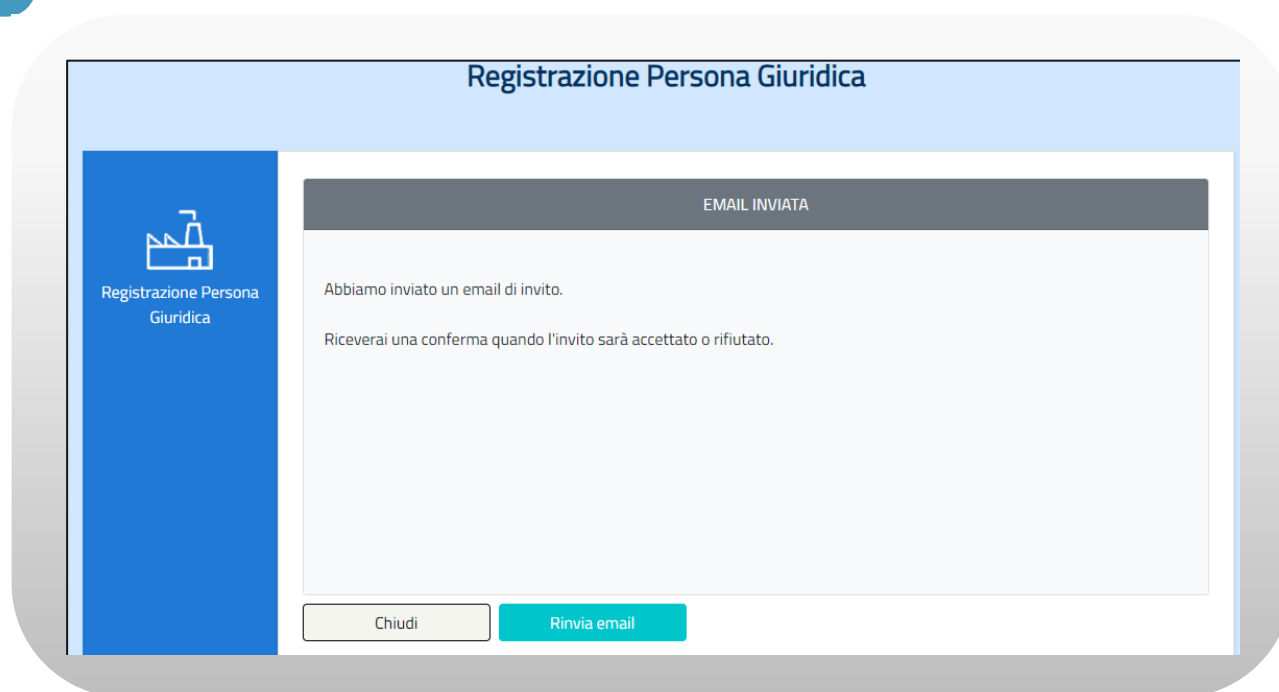 Registrazione Persona Giuridica
EMAIL INVIATA
Registrazione Persona
Giuridica
Abbiamo inviato un email di invito.
Riceverai una conferma quando l'invito sarà accettato o rifiutato.
Chiudi
Rinvia email